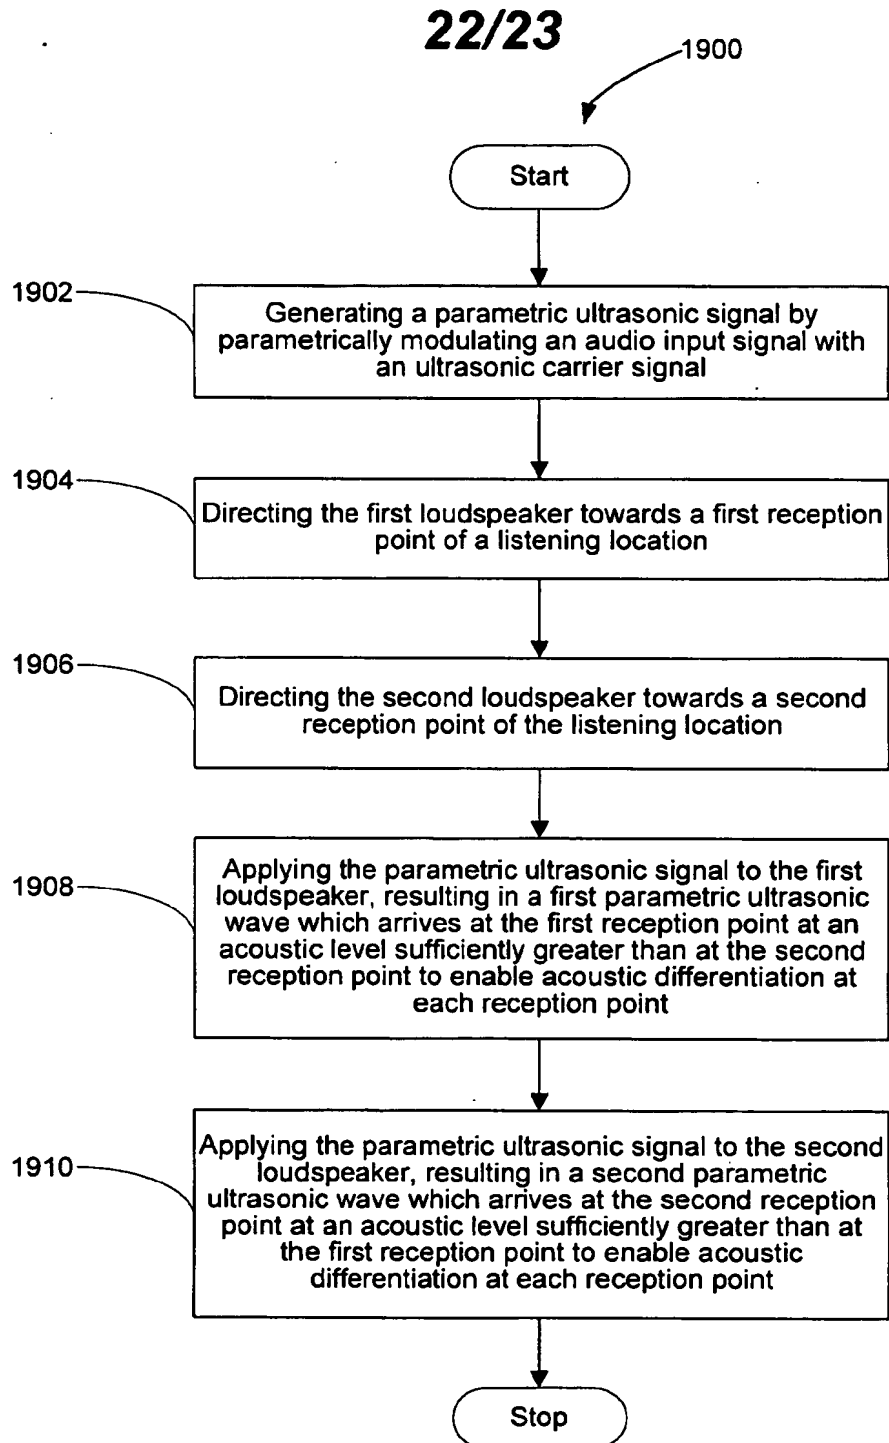 22/23
1900
Start
1902
Generating a parametric ultrasonic signal by
parametrically modulating an audio input signal with
an ultrasonic carrier signal
1904
Directing the first loudspeaker towards a first reception
point of a listening location
1906
Directing the second loudspeaker towards a second
reception point of the listening location
1908
Applying the parametric ultrasonic signal to the first
loudspeaker, resulting in a first parametric ultrasonic
wave which arrives at the first reception point at an
acoustic level sufficiently greater than at the second
reception point to enable acoustic differentiation at
each reception point
1910
Applying the parametric ultrasonic signal to the second
loudspeaker, resulting in a second parametric
ultrasonic wave which arrives at the second reception
point at an acoustic level sufficiently greater than at
the first reception point to enable acoustic
differentiation at each reception point
Stop